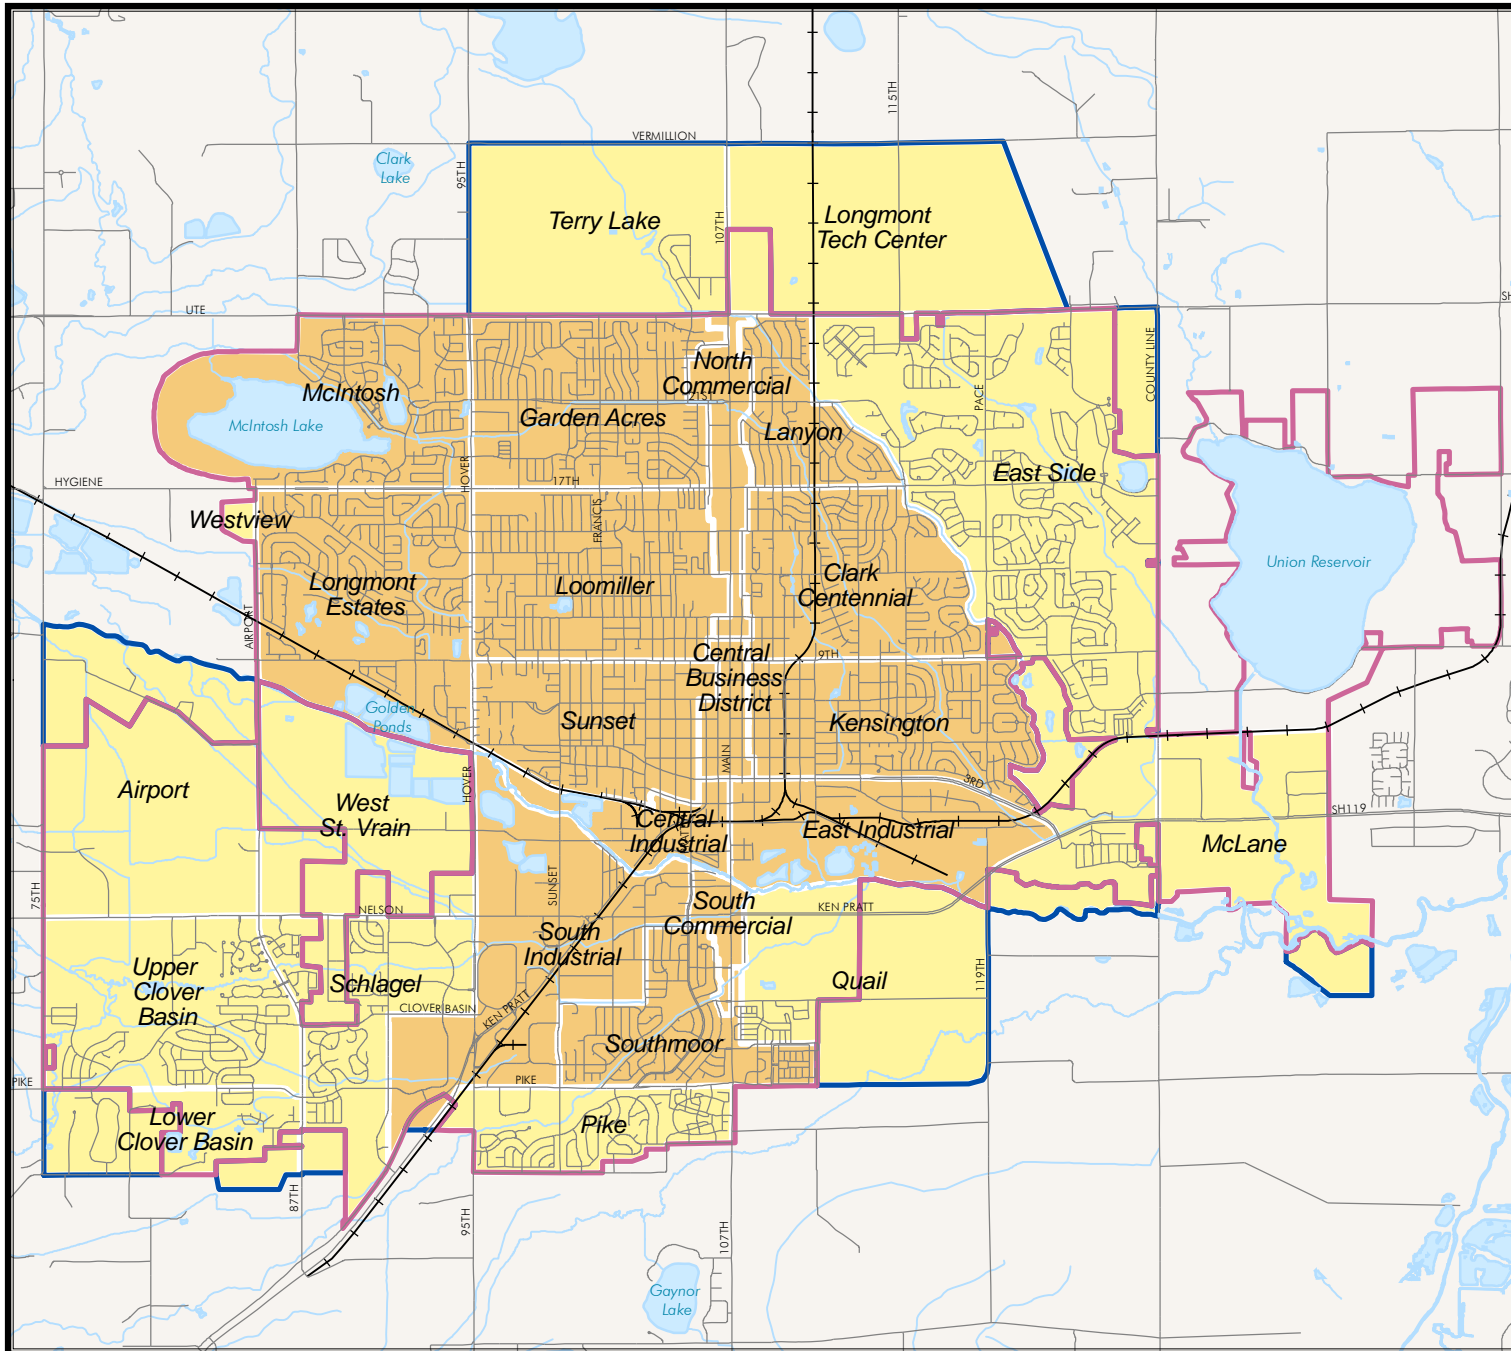 115TH
VERMILLION
Clark
Lake
95TH
Terry Lake
107TH
Longmont
Tech Center
UTE
SH
COUNTY LINE
North
Commercial
McIntosh
21ST
PACE
Garden Acres
McIntosh Lake
Lanyon
HOVER
East Side
HYGIENE
17TH
Westview
FRANCIS
Union Reservoir
Longmont
Estates
Loomiller
Clark
Centennial
AIRPORT
9TH
Central
Business
District
Golden
Ponds
Sunset
Kensington
MAIN
HOVER
3RD
Airport
West
St. Vrain
SH119
Central
Industrial
East Industrial
McLane
75TH
SUNSET
NELSON
South
Commercial
KEN PRATT
South
Industrial
Upper
Clover
Basin
Schlagel
Quail
119TH
CLOVER BASIN
KEN PRATT
Southmoor
PIKE
PIKE
Lower
Clover Basin
Pike
87TH
95TH
107TH
Gaynor
Lake